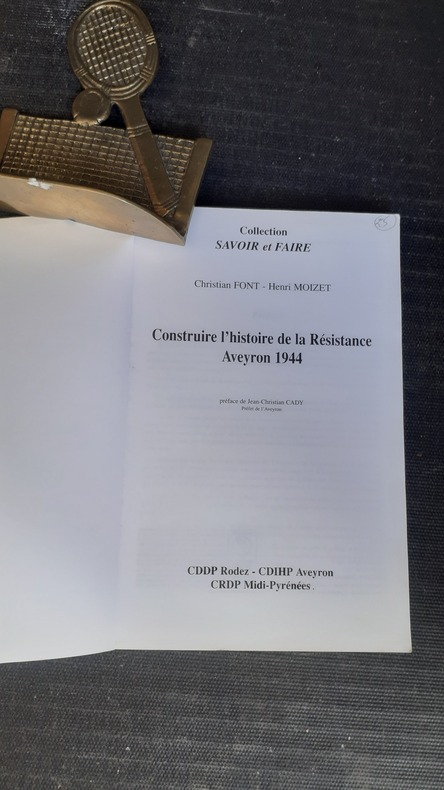 Collection
SAVOIR et FAIRE
Christian FONT - Henri MOIZET
Construire l'histoire de la Résistance
Aveyron 1944
préface de Jean-Christian CADY
Préfet de l'Aveyron
CDDP Rodez - CDIHP Aveyron
CRDP Midi-Pyrénées